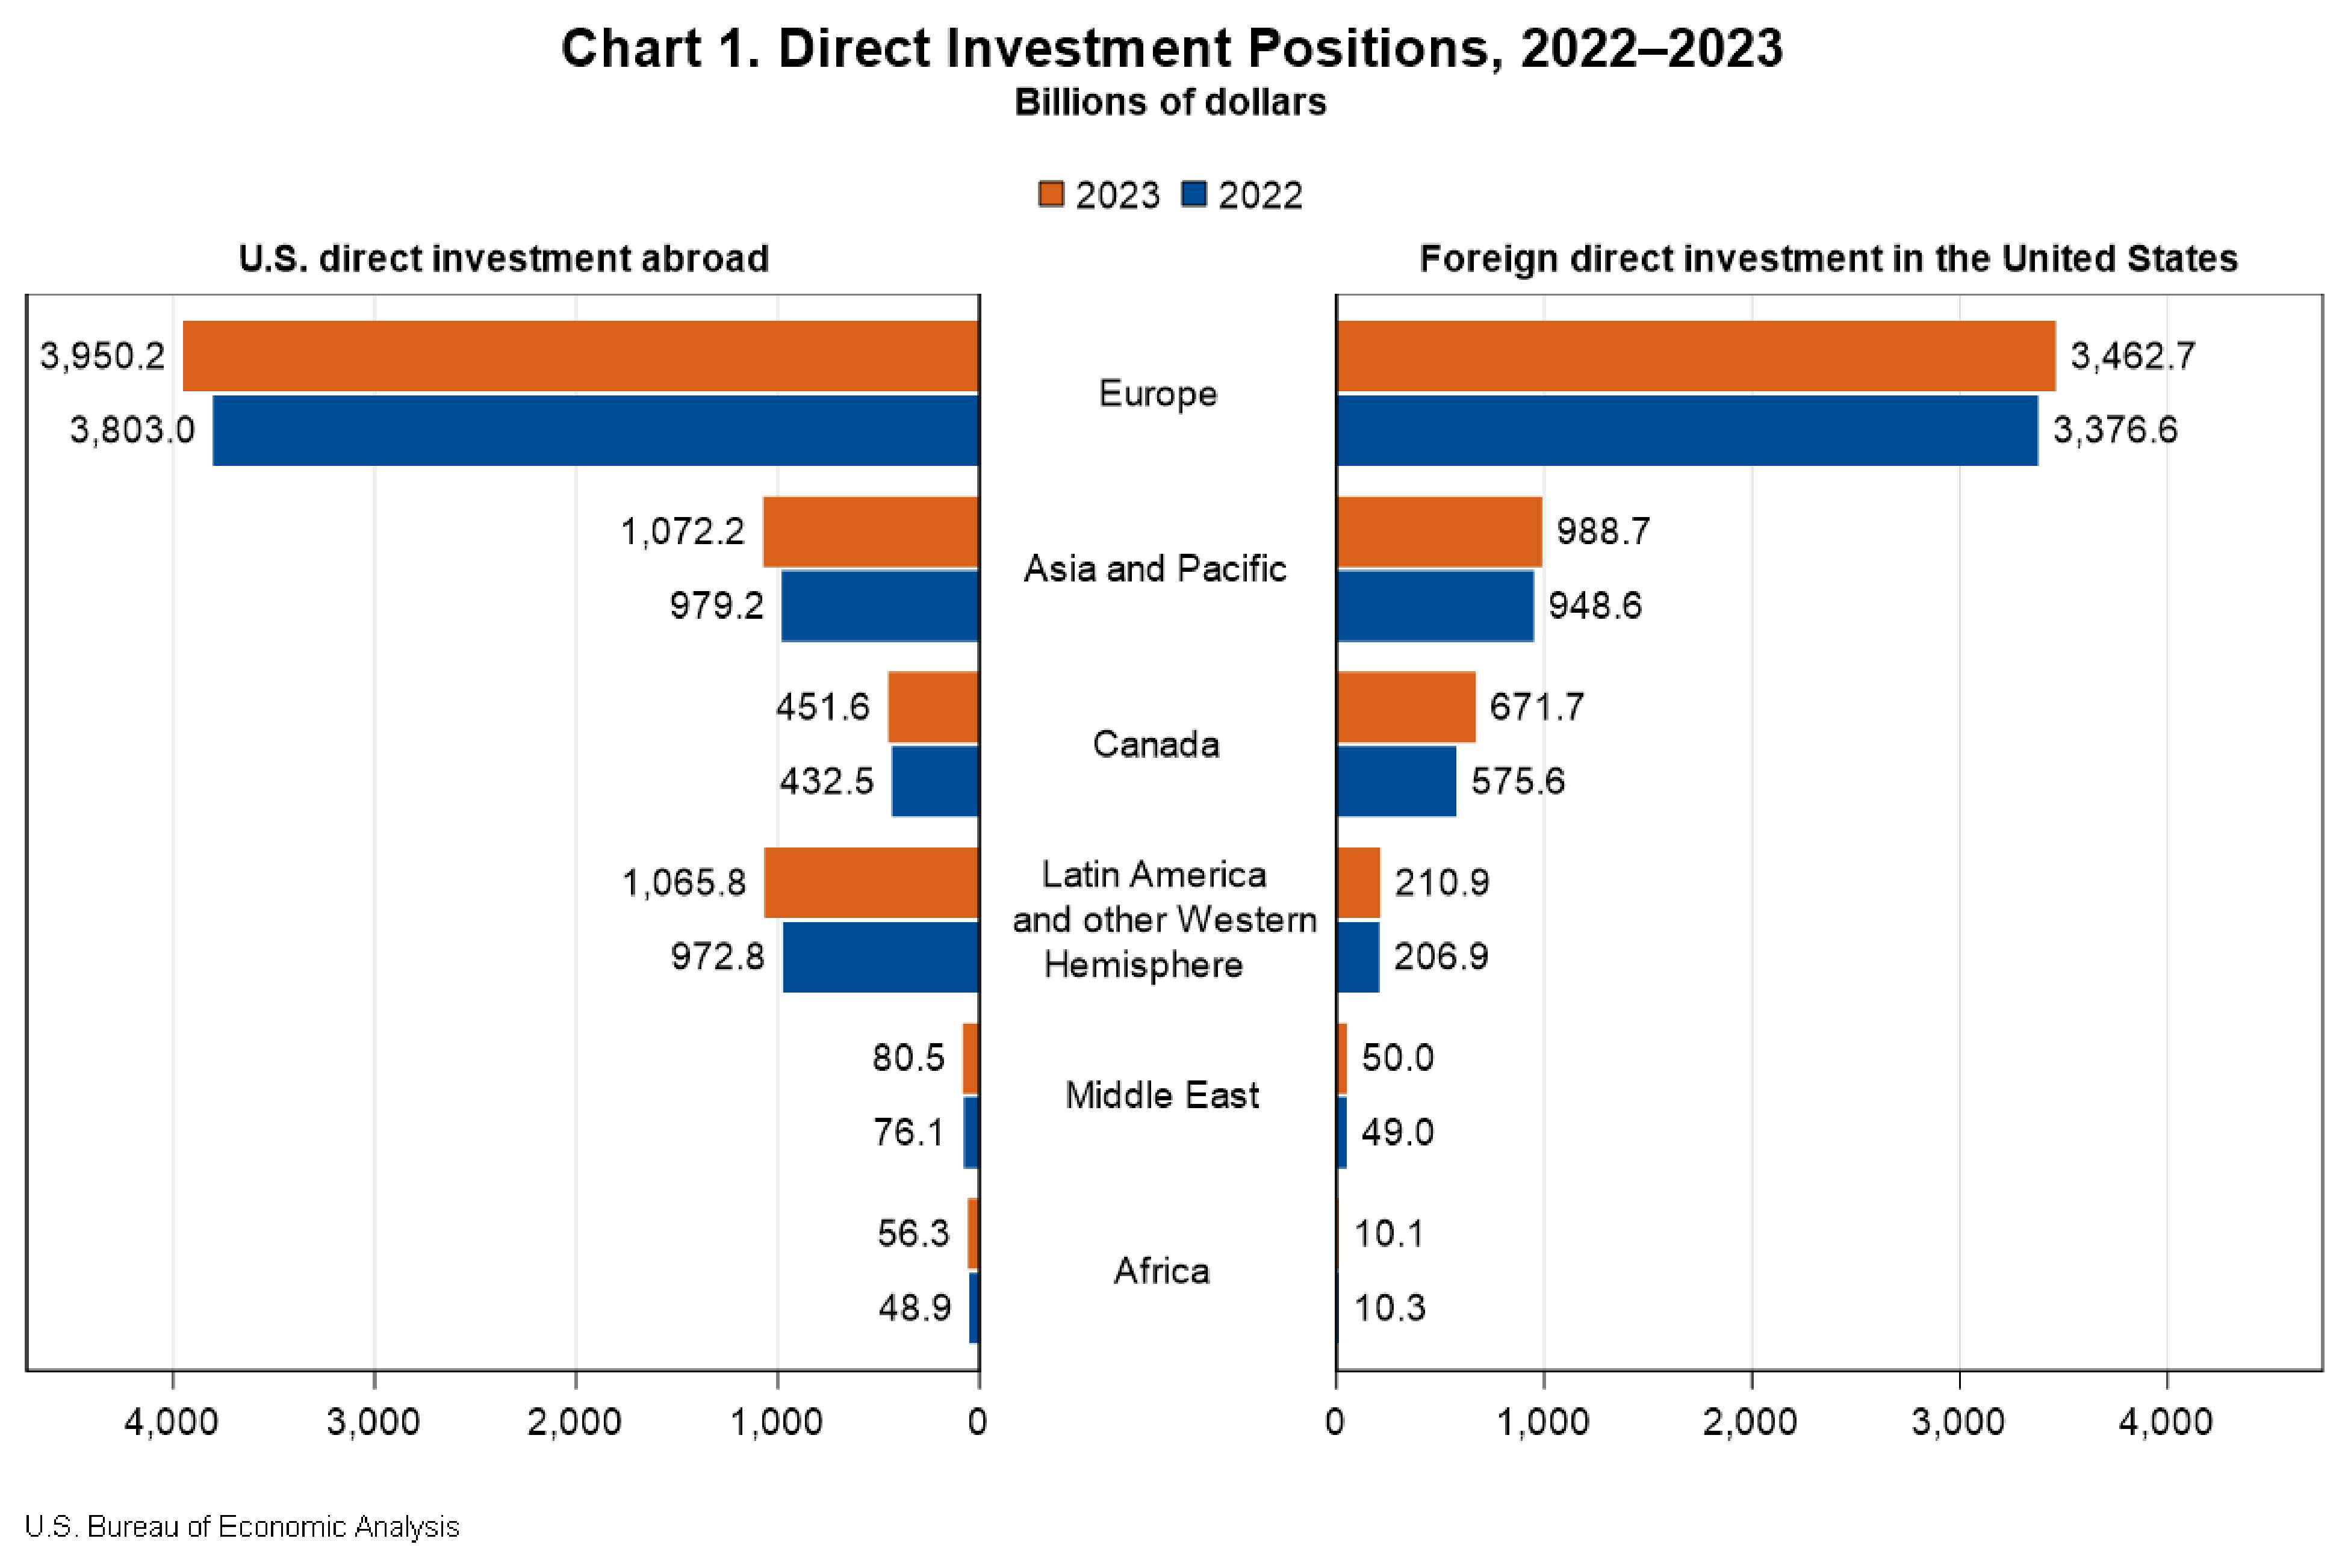 Chart 1. Direct Investment Positions, 2022–2023
Billions of dollars
2023 2022
U.S. direct investment abroad
Foreign direct investment in the United States
3,950.2
3,803.0
Europe
3,462.7
3,376.6
1,072.2
979.2
Asia and Pacific
988.7
948.6
451.6
432.5
Canada
671.7
575.6
1,065.8
972.8
Latin America
and other Western
Hemisphere
210.9
206.9
80.5
76.1
Middle East
50.0
49.0
56.3
48.9
Africa
10.1
10.3
4,000 3,000 2,000 1,000 0
0 1,000 2,000 3,000 4,000
U.S. Bureau of Economic Analysis